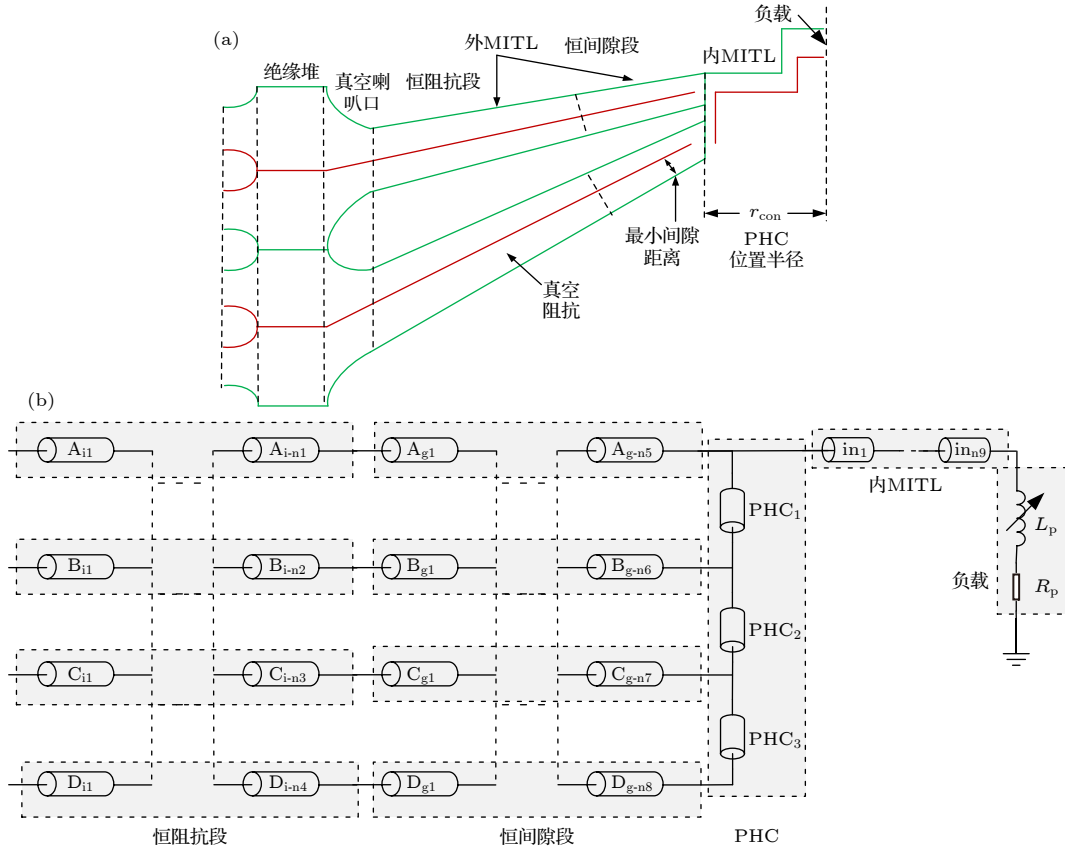 (a)
负载
外MITL
恒间隙段
内MITL
绝缘堆
真空喇
叭口
恒阻抗段
r_con
最小间隙
距离
PHC
位置半径
真空
阻抗
(b)
A_i1
A_i-n1
A_g1
A_g-n5
in_1
in_n9
内MITL
PHC_1
L_p
B_i1
B_i-n2
B_g1
B_g-n6
负载
R_p
PHC_2
C_i1
C_i-n3
C_g1
C_g-n7
PHC_3
D_i1
D_i-n4
D_g1
D_g-n8
恒阻抗段
恒间隙段
PHC